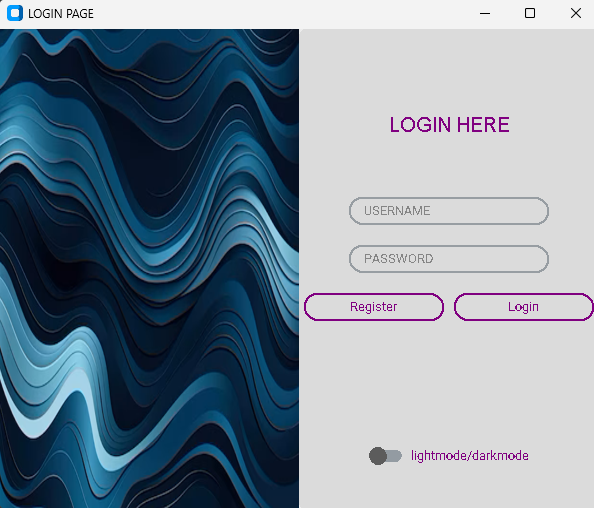 LOGIN PAGE
LOGIN HERE
USERNAME
PASSWORD
Register Login
lightmode/darkmode